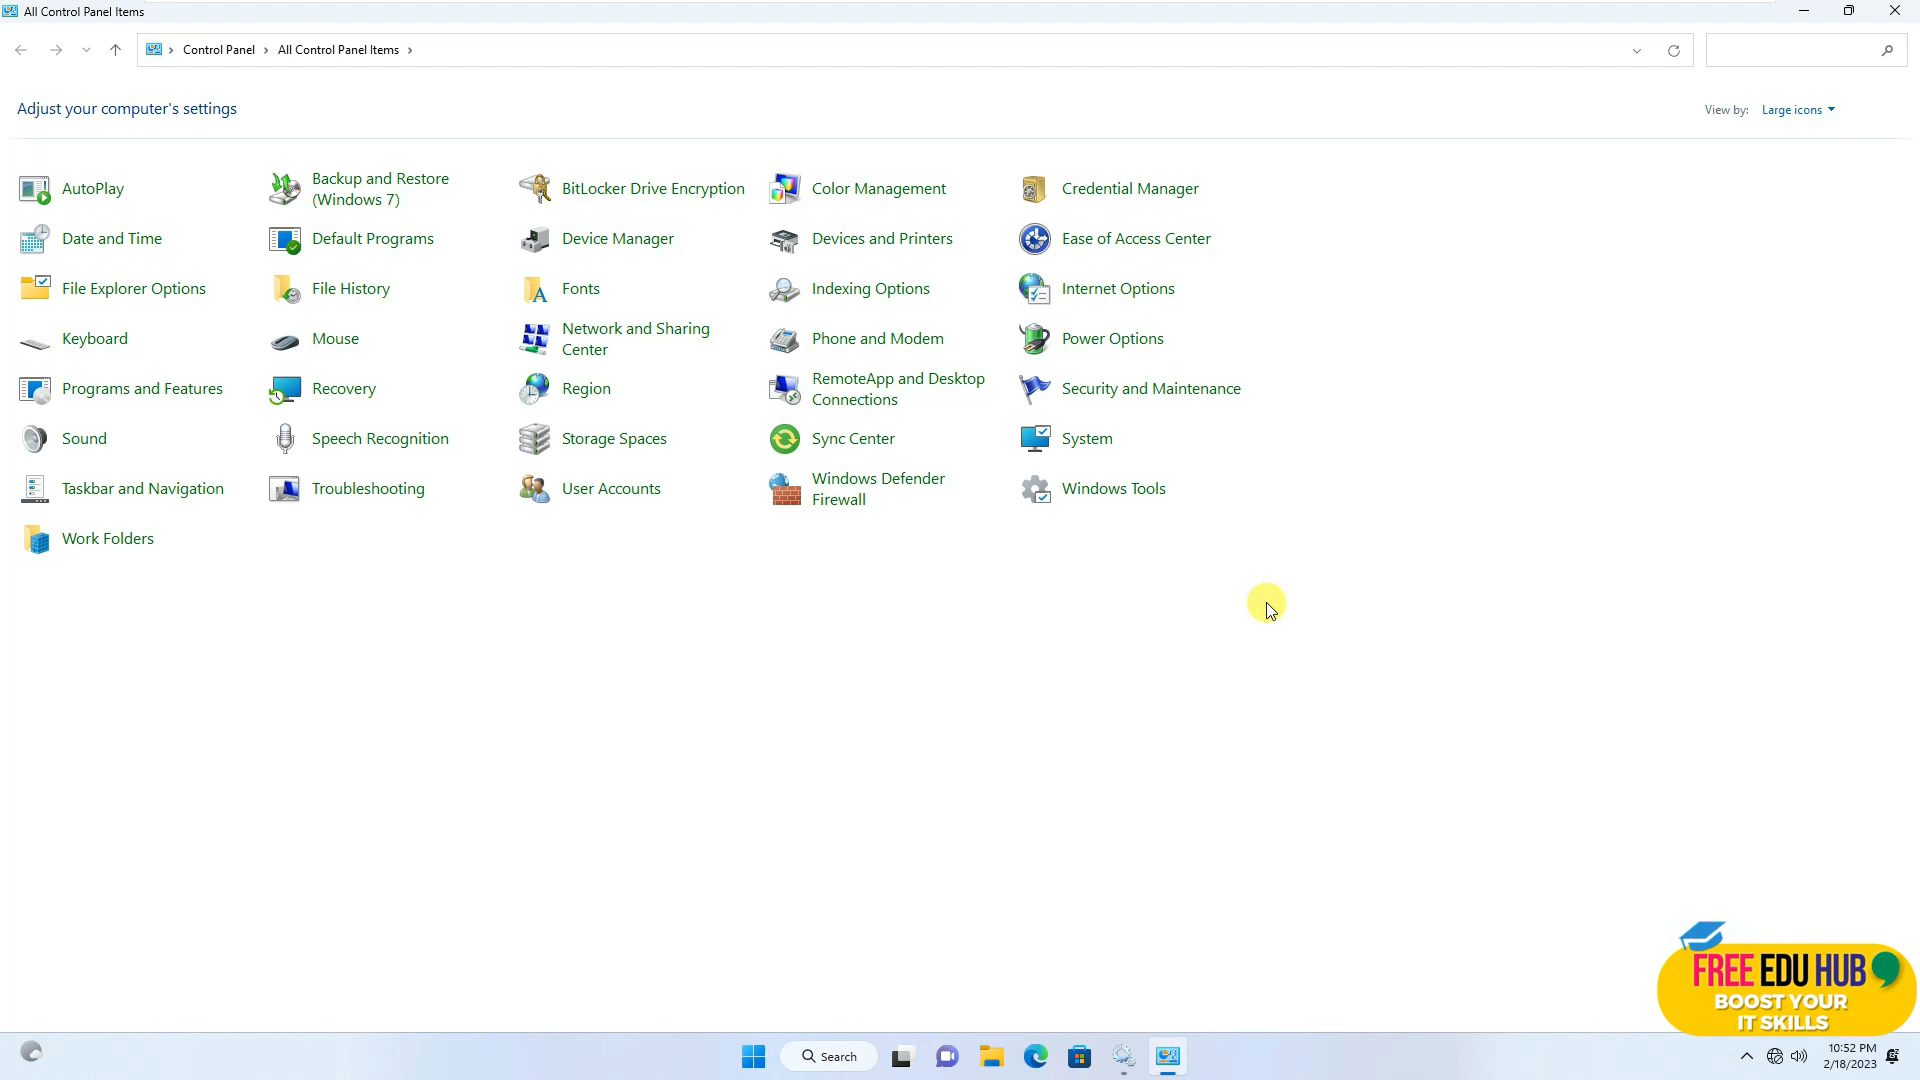 All Control Panel Items
Control Panel
All Control Panel Items
Adjust your computer's settings
View by: Large icons
AutoPlay
Backup and Restore
(Windows 7)
BitLocker Drive Encryption
Color Management
Credential Manager
Date and Time
Default Programs
Device Manager
Devices and Printers
Ease of Access Center
File Explorer Options
File History
Fonts
Indexing Options
Internet Options
Keyboard
Mouse
Network and Sharing
Center
Phone and Modem
Power Options
Programs and Features
Recovery
Region
RemoteApp and Desktop
Connections
Security and Maintenance
Sound
Speech Recognition
Storage Spaces
Sync Center
System
Taskbar and Navigation
Troubleshooting
User Accounts
Windows Defender
Firewall
Windows Tools
Work Folders
FREE EDU HUB
BOOST YOUR
IT SKILLS
Search
10:52 PM
2/18/2023